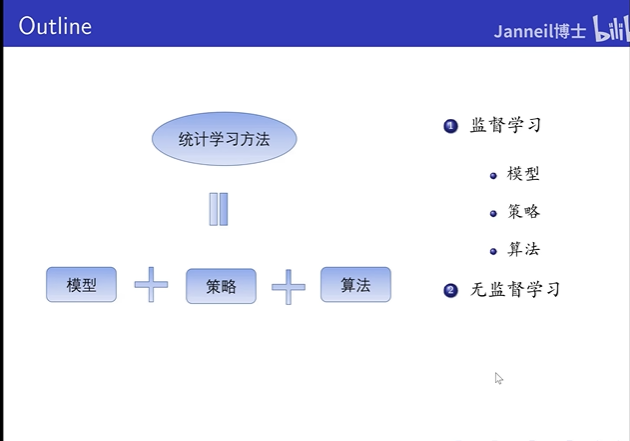 Outline
Janneil博士 bili
统计学习方法
模型
策略
算法
1 监督学习
模型
策略
算法
2 无监督学习